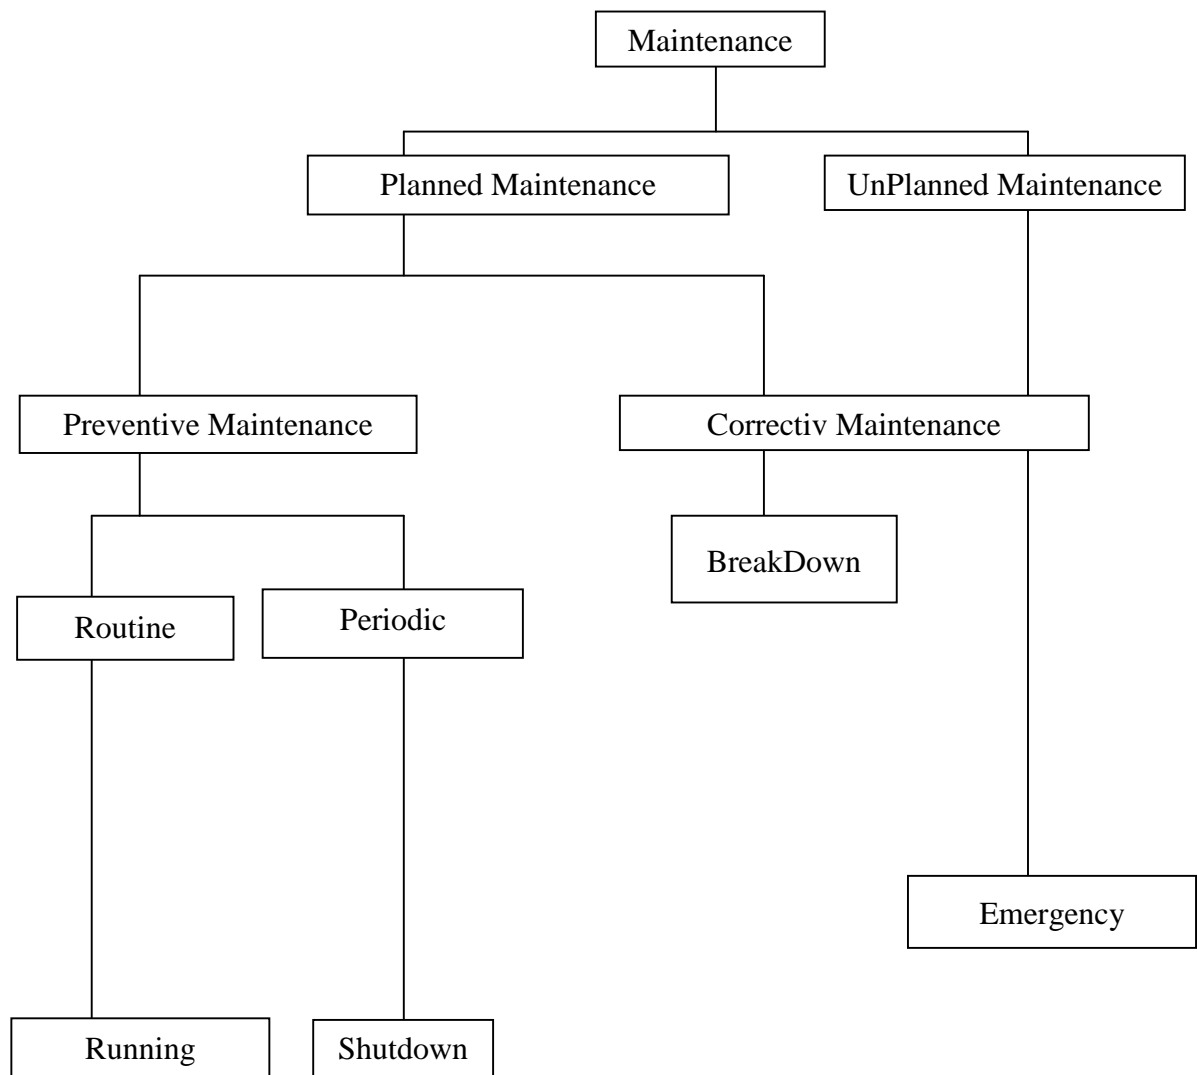 Maintenance
Planned Maintenance
UnPlanned Maintenance
Preventive Maintenance
Correctiv Maintenance
BreakDown
Routine
Periodic
Emergency
Running
Shutdown